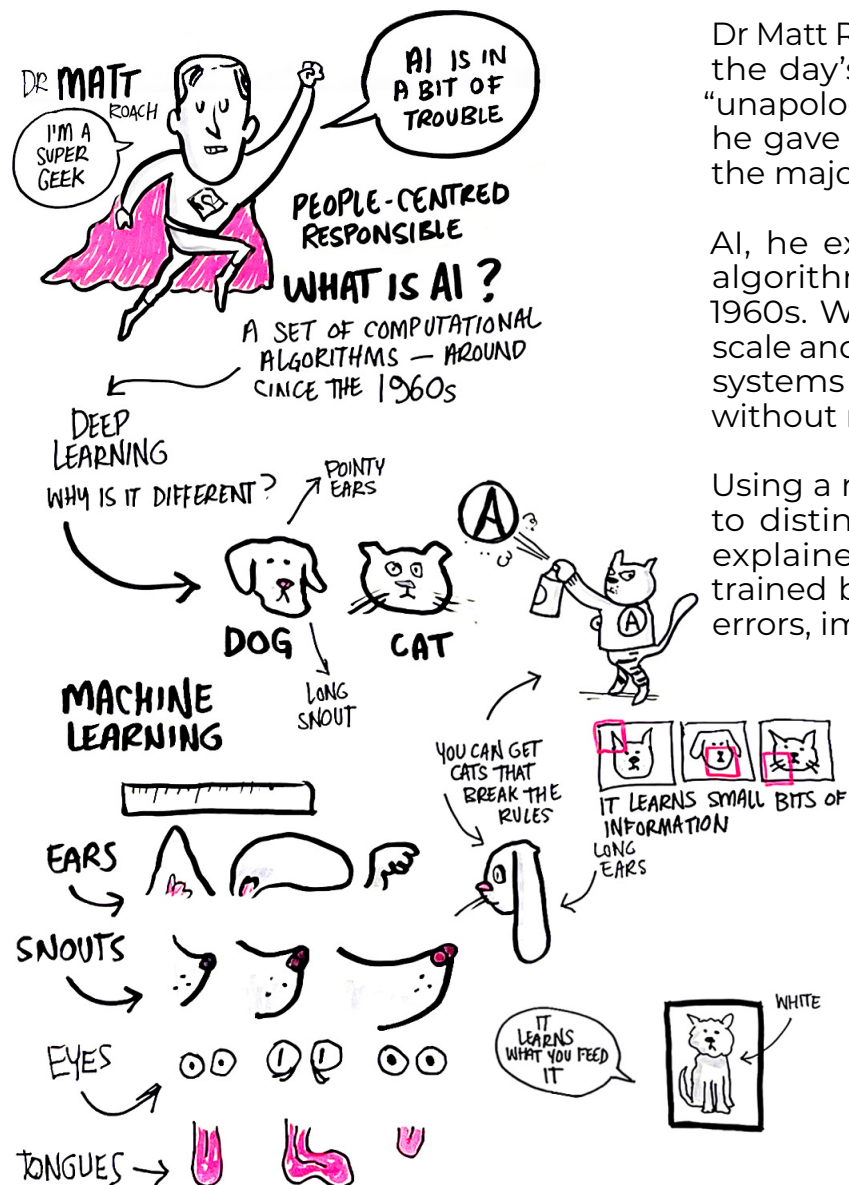 DR MATT
ROACH
I'M A
SUPER
GEEK
AI IS IN
A BIT OF
TROUBLE
PEOPLE-CENTRED
RESPONSIBLE
WHAT IS AI?
A SET OF COMPUTATIONAL
ALGORITHMS — AROUND
CINCE THE 1960s
DEEP
LEARNING
WHY IS IT DIFFERENT?
POINTY
EARS
DOG
CAT
A
A
LONG
SNOUT
MACHINE
LEARNING
YOU CAN GET
CATS THAT
BREAK THE
RULES
IT LEARNS SMALL BITS OF
INFORMATION
LONG
EARS
EARS
SNOUTS
EYES
TONGUES
IT
LEARNS
WHAT YOU FEED
IT
WHITE
Dr Matt R
the day's
"unapolo
he gave
the majo
AI, he ex
algorithr
1960s. W
scale and
systems
without
Using a
to distin
explaine
trained b
errors, im